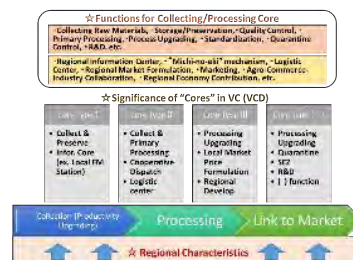 ☆Functions for Collecting/Processing Core
・Collecting Raw Materials, ・Storage/Preservation, ・Quality Control, ・
Primary Processing, ・Process Upgrading, ・Standardization, ・Quarantine
Control, ・R&D, etc.
・Regional Information Center, ・"Michi-no-eki" mechanism, ・Logistic
Center, ・Regional Market Formulation, ・Marketing, ・Agro-Commerce-
Industry Collaboration, ・Regional Economy Contribution, etc.
☆Significance of "Cores" in VC (VCD)
Core Type I
• Collect &
Preserve
• Infor. Core
(ex. Local FM
Station)
Core Type II
• Collect &
Primary
Processing
• Cooperative
Dispatch
• Logistic
center
Core Type III
• Processing
Upgrading
• Local Market
Price
Formulation
• Regional
Develop
• Processing
Upgrading
• Quarantine
• SEZ
• R&D
• ( ) function
Collection (Productivity
Upgrading)
Processing
Link to Market
☆ Regional Characteristics